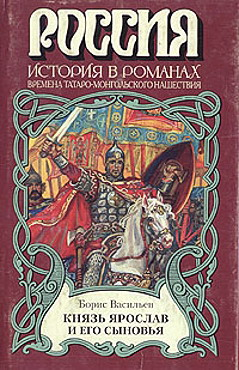 РОССИЯ
ИСТОРИЯ В РОМАНАХ
ВРЕМЕНА ТАТАРО-МОНГОЛЬСКОГО НАШЕСТВИЯ
Борис Васильев
КНЯЗЬ ЯРОСЛАВ
И ЕГО СЫНОВЬЯ